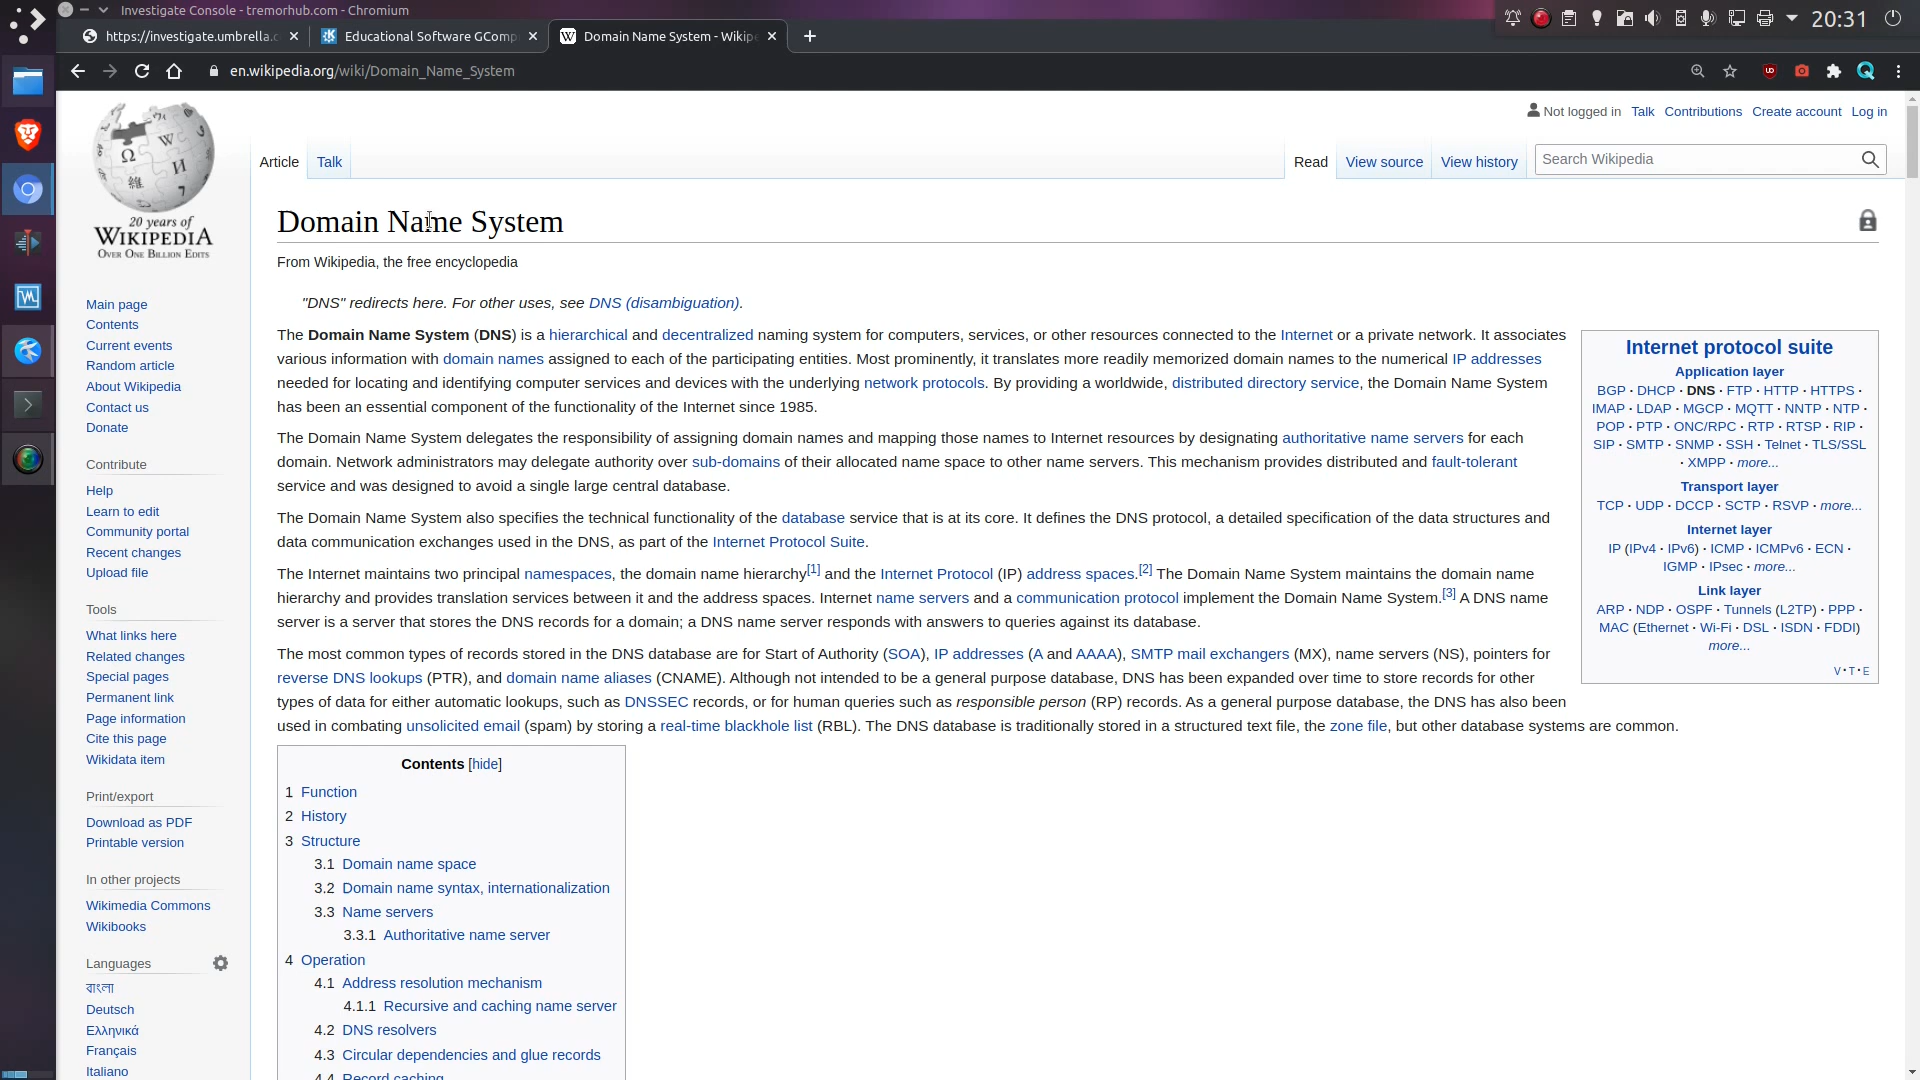 Investigate Console - tremorhub.com - Chromium
20:31
https://investigate.umbrella.c
Educational Software GComp
Domain Name System - Wikipe
en.wikipedia.org/wiki/Domain_Name_System
Not logged in Talk Contributions Create account Log in
Article Talk
Read View source View history
Search Wikipedia
20 years of
WIKIPEDIA
OVER ONE BILLION EDITS
Domain Name System
From Wikipedia, the free encyclopedia
"DNS" redirects here. For other uses, see DNS (disambiguation).
The Domain Name System (DNS) is a hierarchical and decentralized naming system for computers, services, or other resources connected to the Internet or a private network. It associates
various information with domain names assigned to each of the participating entities. Most prominently, it translates more readily memorized domain names to the numerical IP addresses
needed for locating and identifying computer services and devices with the underlying network protocols. By providing a worldwide, distributed directory service, the Domain Name System
has been an essential component of the functionality of the Internet since 1985.
The Domain Name System delegates the responsibility of assigning domain names and mapping those names to Internet resources by designating authoritative name servers for each
domain. Network administrators may delegate authority over sub-domains of their allocated name space to other name servers. This mechanism provides distributed and fault-tolerant
service and was designed to avoid a single large central database.
The Domain Name System also specifies the technical functionality of the database service that is at its core. It defines the DNS protocol, a detailed specification of the data structures and
data communication exchanges used in the DNS, as part of the Internet Protocol Suite.
The Internet maintains two principal namespaces, the domain name hierarchy[1] and the Internet Protocol (IP) address spaces.[2] The Domain Name System maintains the domain name
hierarchy and provides translation services between it and the address spaces. Internet name servers and a communication protocol implement the Domain Name System.[3] A DNS name
server is a server that stores the DNS records for a domain; a DNS name server responds with answers to queries against its database.
The most common types of records stored in the DNS database are for Start of Authority (SOA), IP addresses (A and AAAA), SMTP mail exchangers (MX), name servers (NS), pointers for
reverse DNS lookups (PTR), and domain name aliases (CNAME). Although not intended to be a general purpose database, DNS has been expanded over time to store records for other
types of data for either automatic lookups, such as DNSSEC records, or for human queries such as responsible person (RP) records. As a general purpose database, the DNS has also been
used in combating unsolicited email (spam) by storing a real-time blackhole list (RBL). The DNS database is traditionally stored in a structured text file, the zone file, but other database systems are common.
Internet protocol suite
Application layer
BGP · DHCP · DNS · FTP · HTTP · HTTPS ·
IMAP · LDAP · MGCP · MQTT · NNTP · NTP ·
POP · PTP · ONC/RPC · RTP · RTSP · RIP ·
SIP · SMTP · SNMP · SSH · Telnet · TLS/SSL
· XMPP · more...
Transport layer
TCP · UDP · DCCP · SCTP · RSVP · more...
Internet layer
IP (IPv4 · IPv6) · ICMP · ICMPv6 · ECN ·
IGMP · IPsec · more...
Link layer
ARP · NDP · OSPF · Tunnels (L2TP) · PPP ·
MAC (Ethernet · Wi-Fi · DSL · ISDN · FDDI)
more...
V · T · E
Contents [hide]
1 Function
2 History
3 Structure
3.1 Domain name space
3.2 Domain name syntax, internationalization
3.3 Name servers
3.3.1 Authoritative name server
4 Operation
4.1 Address resolution mechanism
4.1.1 Recursive and caching name server
4.2 DNS resolvers
4.3 Circular dependencies and glue records
4.4 Record caching
Main page
Contents
Current events
Random article
About Wikipedia
Contact us
Donate
Contribute
Help
Learn to edit
Community portal
Recent changes
Upload file
Tools
What links here
Related changes
Special pages
Permanent link
Page information
Cite this page
Wikidata item
Print/export
Download as PDF
Printable version
In other projects
Wikimedia Commons
Wikibooks
Languages
বাংলা
Deutsch
Ελληνικά
Français
Italiano